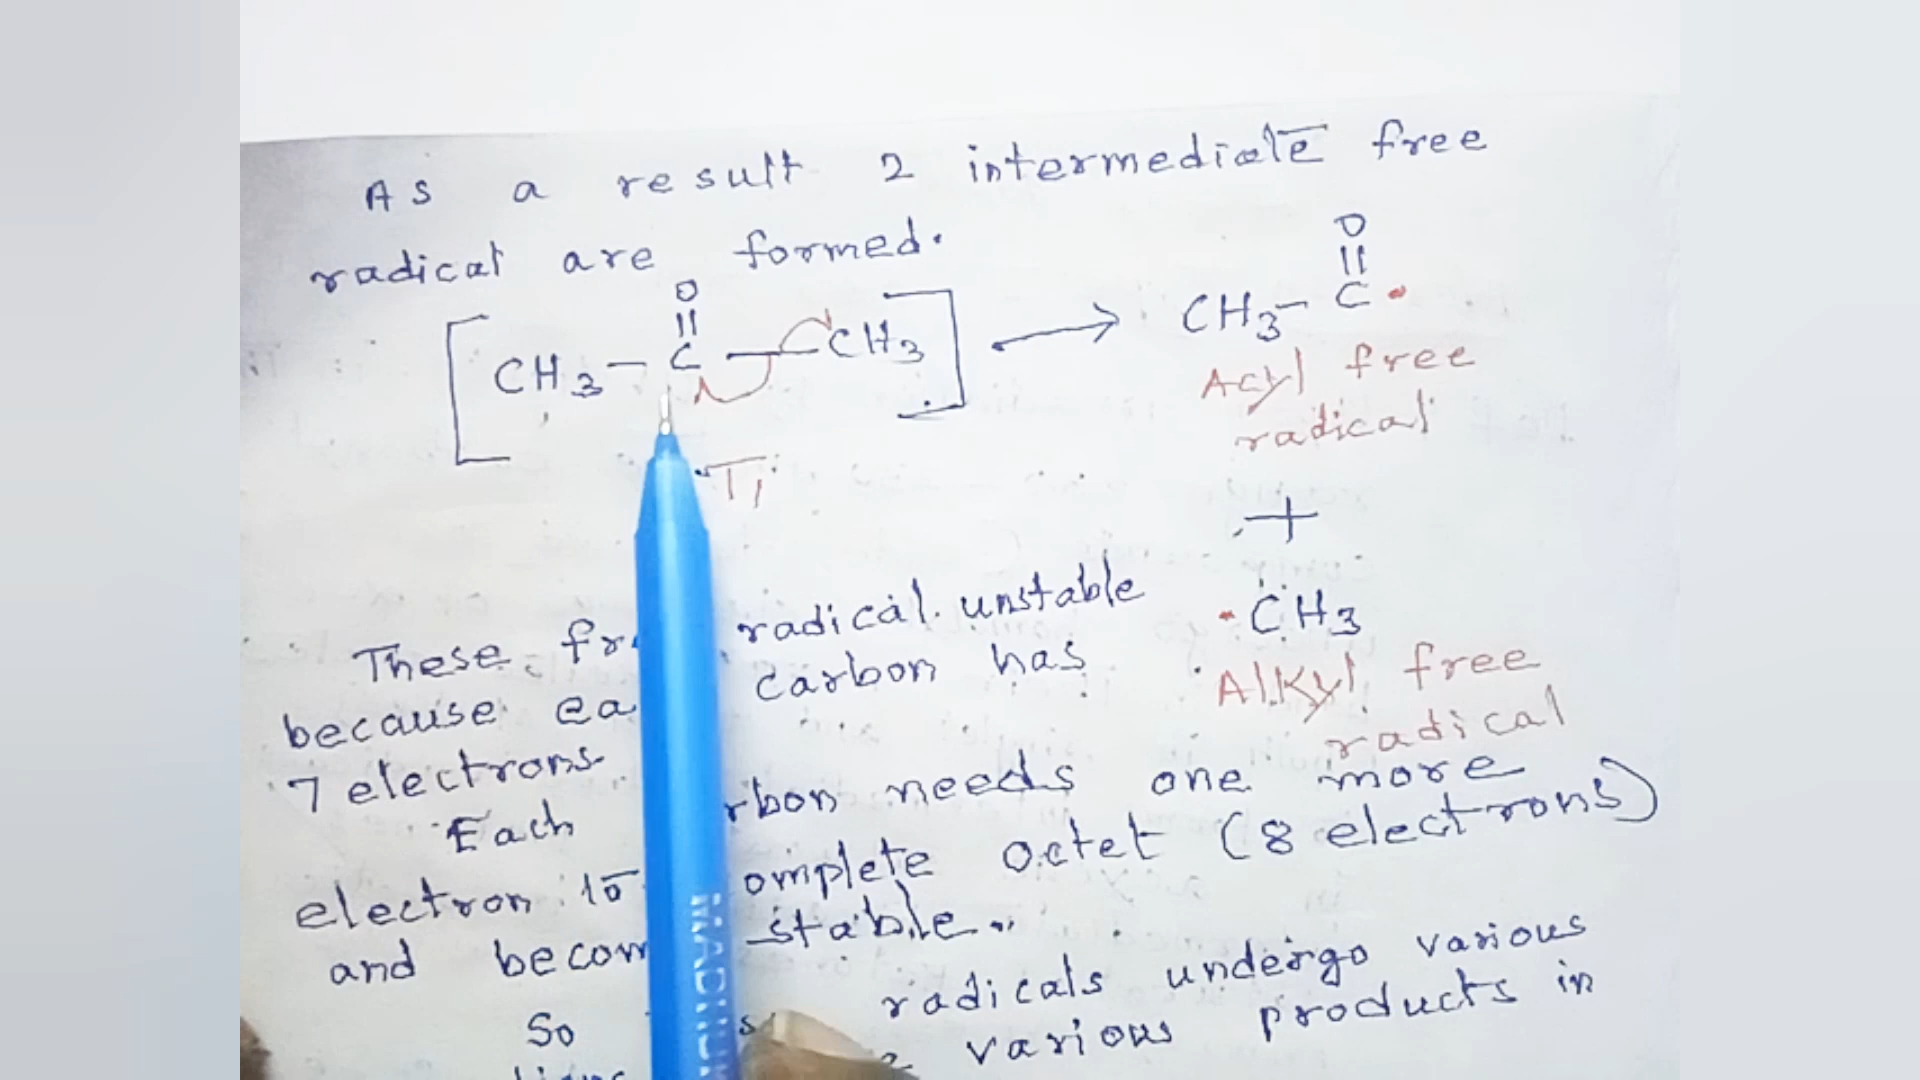 As a result 2 intermediate free
radical are formed.
O
||
[CH3 - C - CH3] → CH3 - C•
O
||
T1
Acyl free
radical
+
•CH3
Alkyl free
radical
These radical unstable
because carbon has
7 electrons.
Each needs one more
electron to octet (8 electrons)
and stable.
So radicals undergo various
various products in